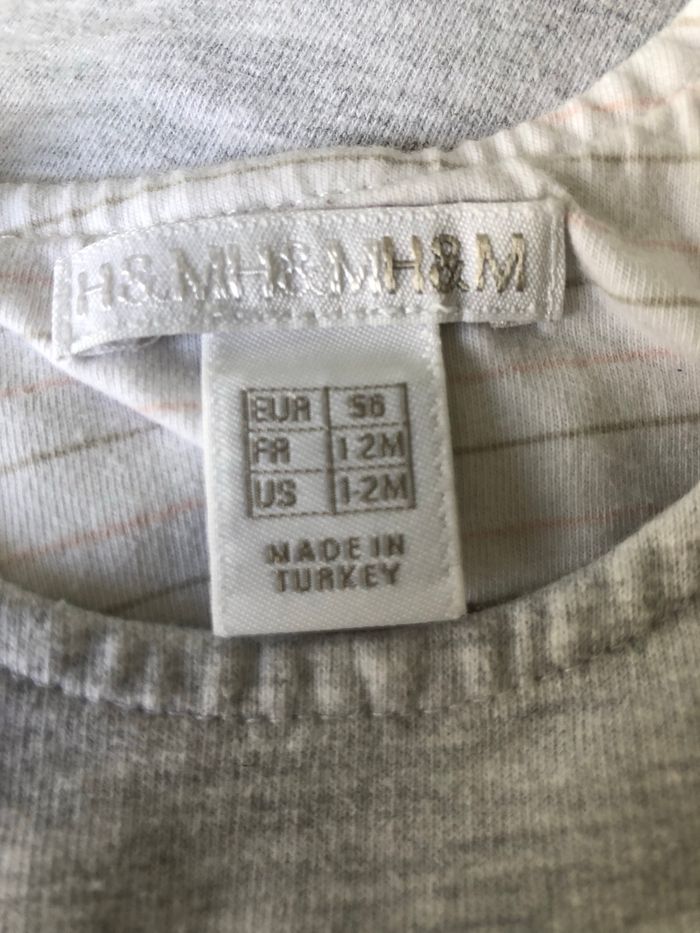 H&MH&MH&M
EUR 56
FR 1-2M
US 1-2M
MADE IN
TURKEY